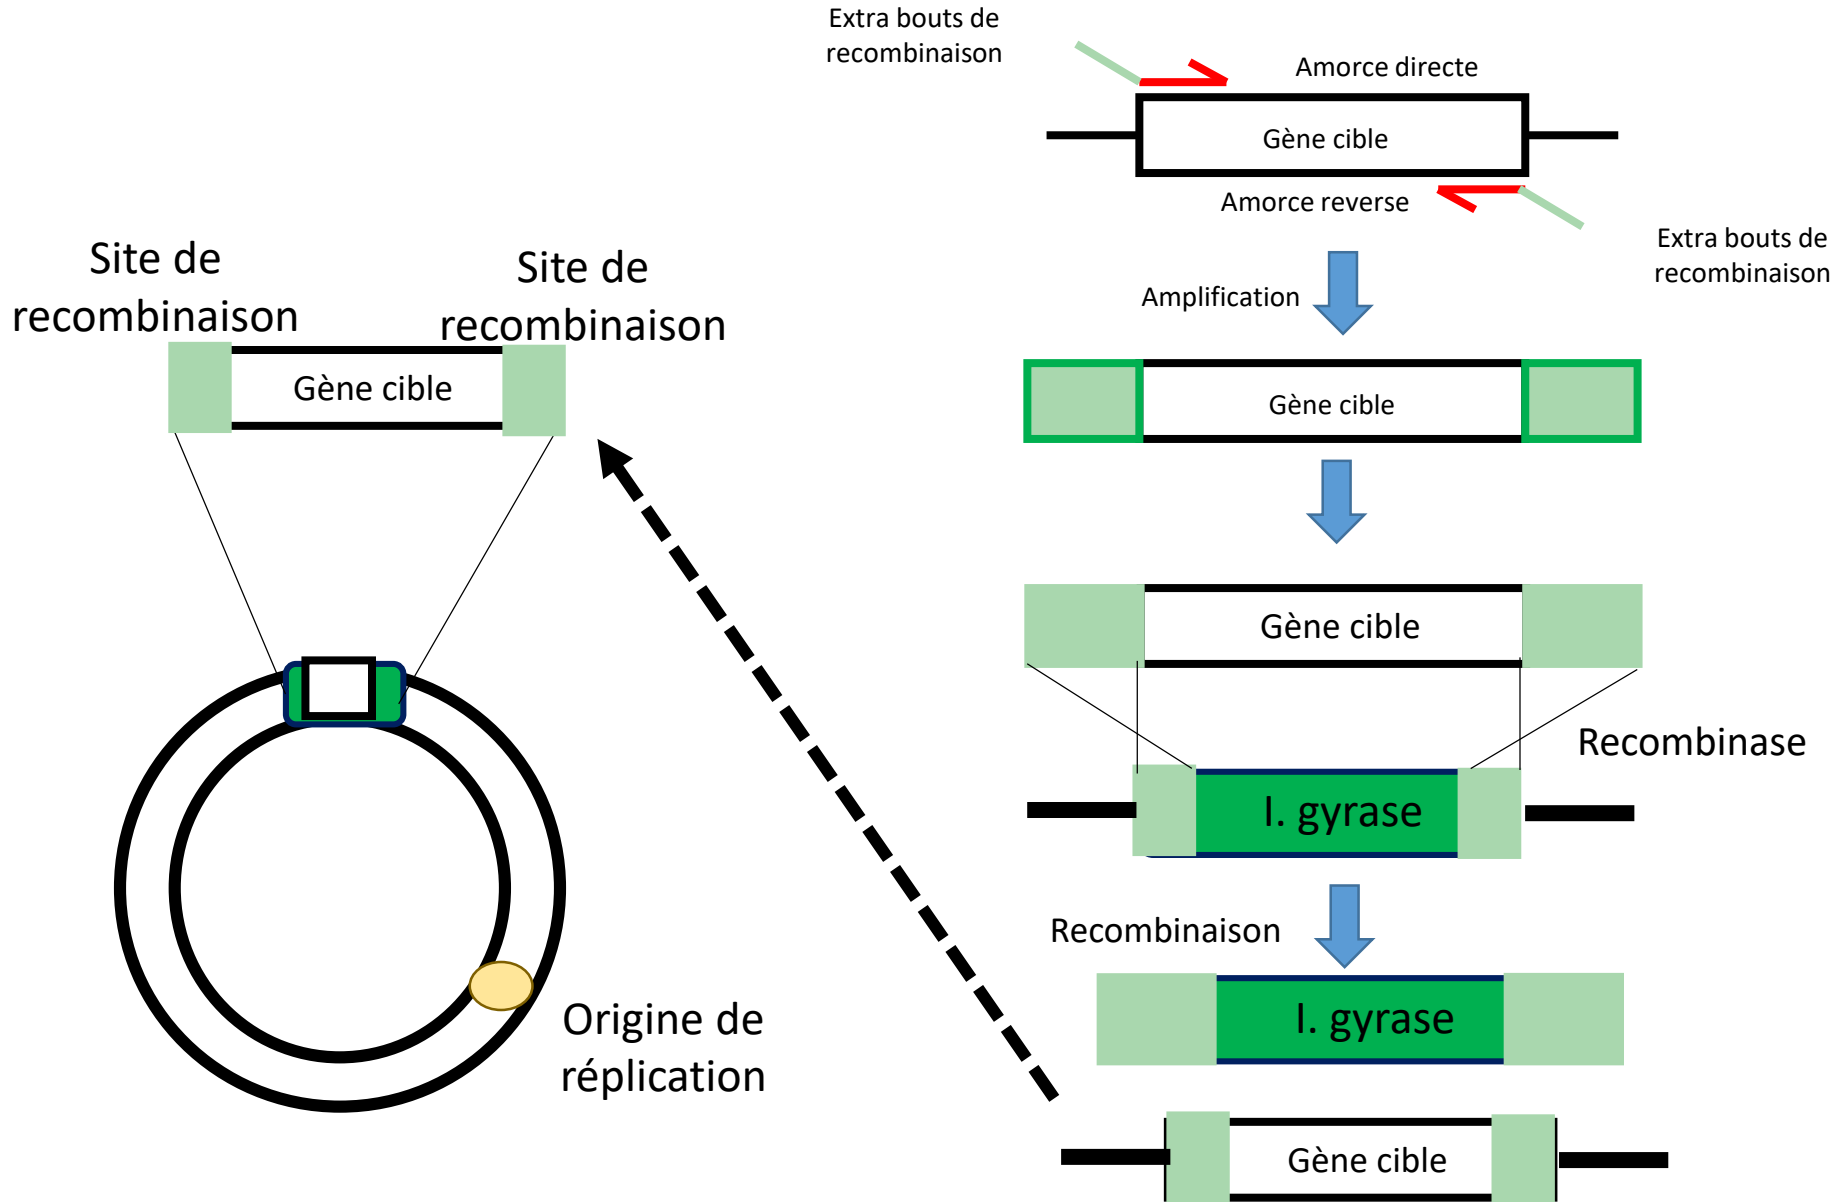 Extra bouts de
recombinaison
Amorce directe
Gène cible
Amorce reverse
Extra bouts de
recombinaison
Amplification
Gène cible
Site de
recombinaison
Site de
recombinaison
Gène cible
Gène cible
Recombinase
I. gyrase
Recombinaison
I. gyrase
Origine de
réplication
Gène cible